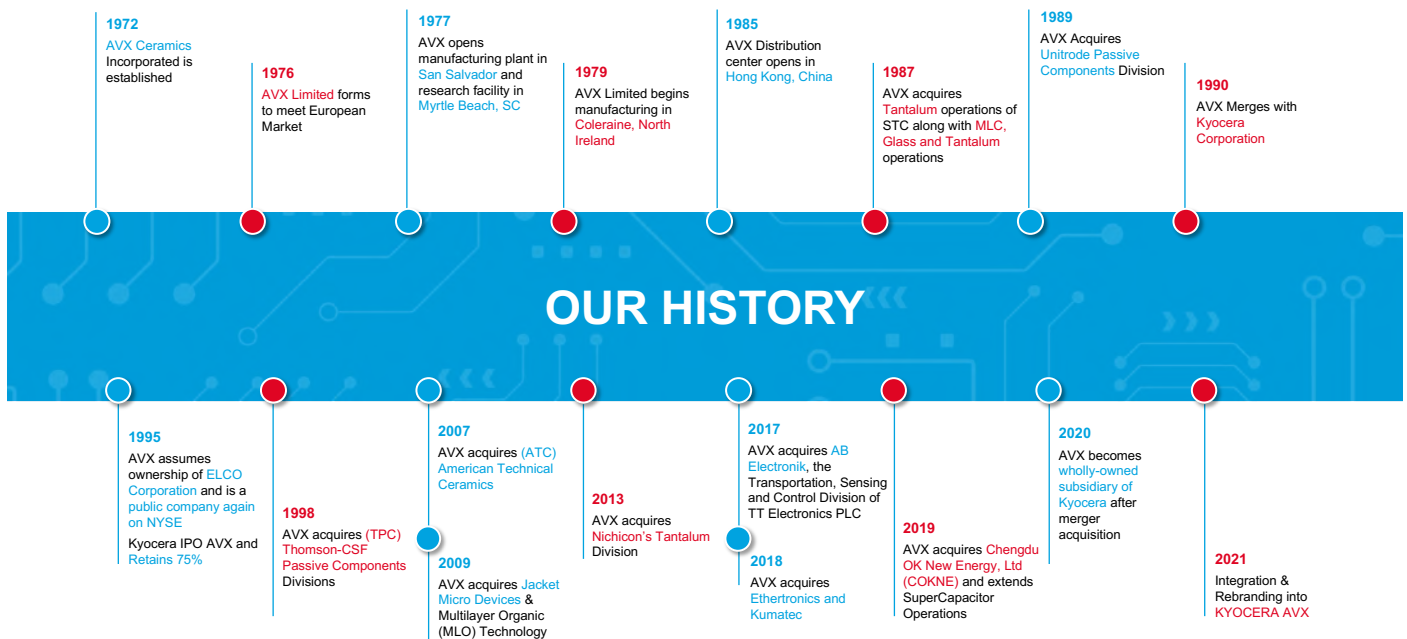 1972
AVX Ceramics
Incorporated is
established
1976
AVX Limited forms
to meet European
Market
1977
AVX opens
manufacturing plant in
San Salvador and
research facility in
Myrtle Beach, SC
1979
AVX Limited begins
manufacturing in
Coleraine, North
Ireland
1985
AVX Distribution
center opens in
Hong Kong, China
1987
AVX acquires
Tantalum operations of
STC along with MLC,
Glass and Tantalum
operations
1989
AVX Acquires
Unitrode Passive
Components Division
1990
AVX Merges with
Kyocera
Corporation
OUR HISTORY
1995
AVX assumes
ownership of ELCO
Corporation and is a
public company again
on NYSE
Kyocera IPO AVX and
Retains 75%
1998
AVX acquires (TPC)
Thomson-CSF
Passive Components
Divisions
2007
AVX acquires (ATC)
American Technical
Ceramics
2009
AVX acquires Jacket
Micro Devices &
Multilayer Organic
(MLO) Technology
2013
AVX acquires
Nichicon's Tantalum
Division
2017
AVX acquires AB
Electronik, the
Transportation, Sensing
and Control Division of
TT Electronics PLC
2018
AVX acquires
Ethertronics and
Kumatec
2019
AVX acquires Chengdu
OK New Energy, Ltd
(COKNE) and extends
SuperCapacitor
Operations
2020
AVX becomes
wholly-owned
subsidiary of
Kyocera after
merger
acquisition
2021
Integration &
Rebranding into
KYOCERA AVX